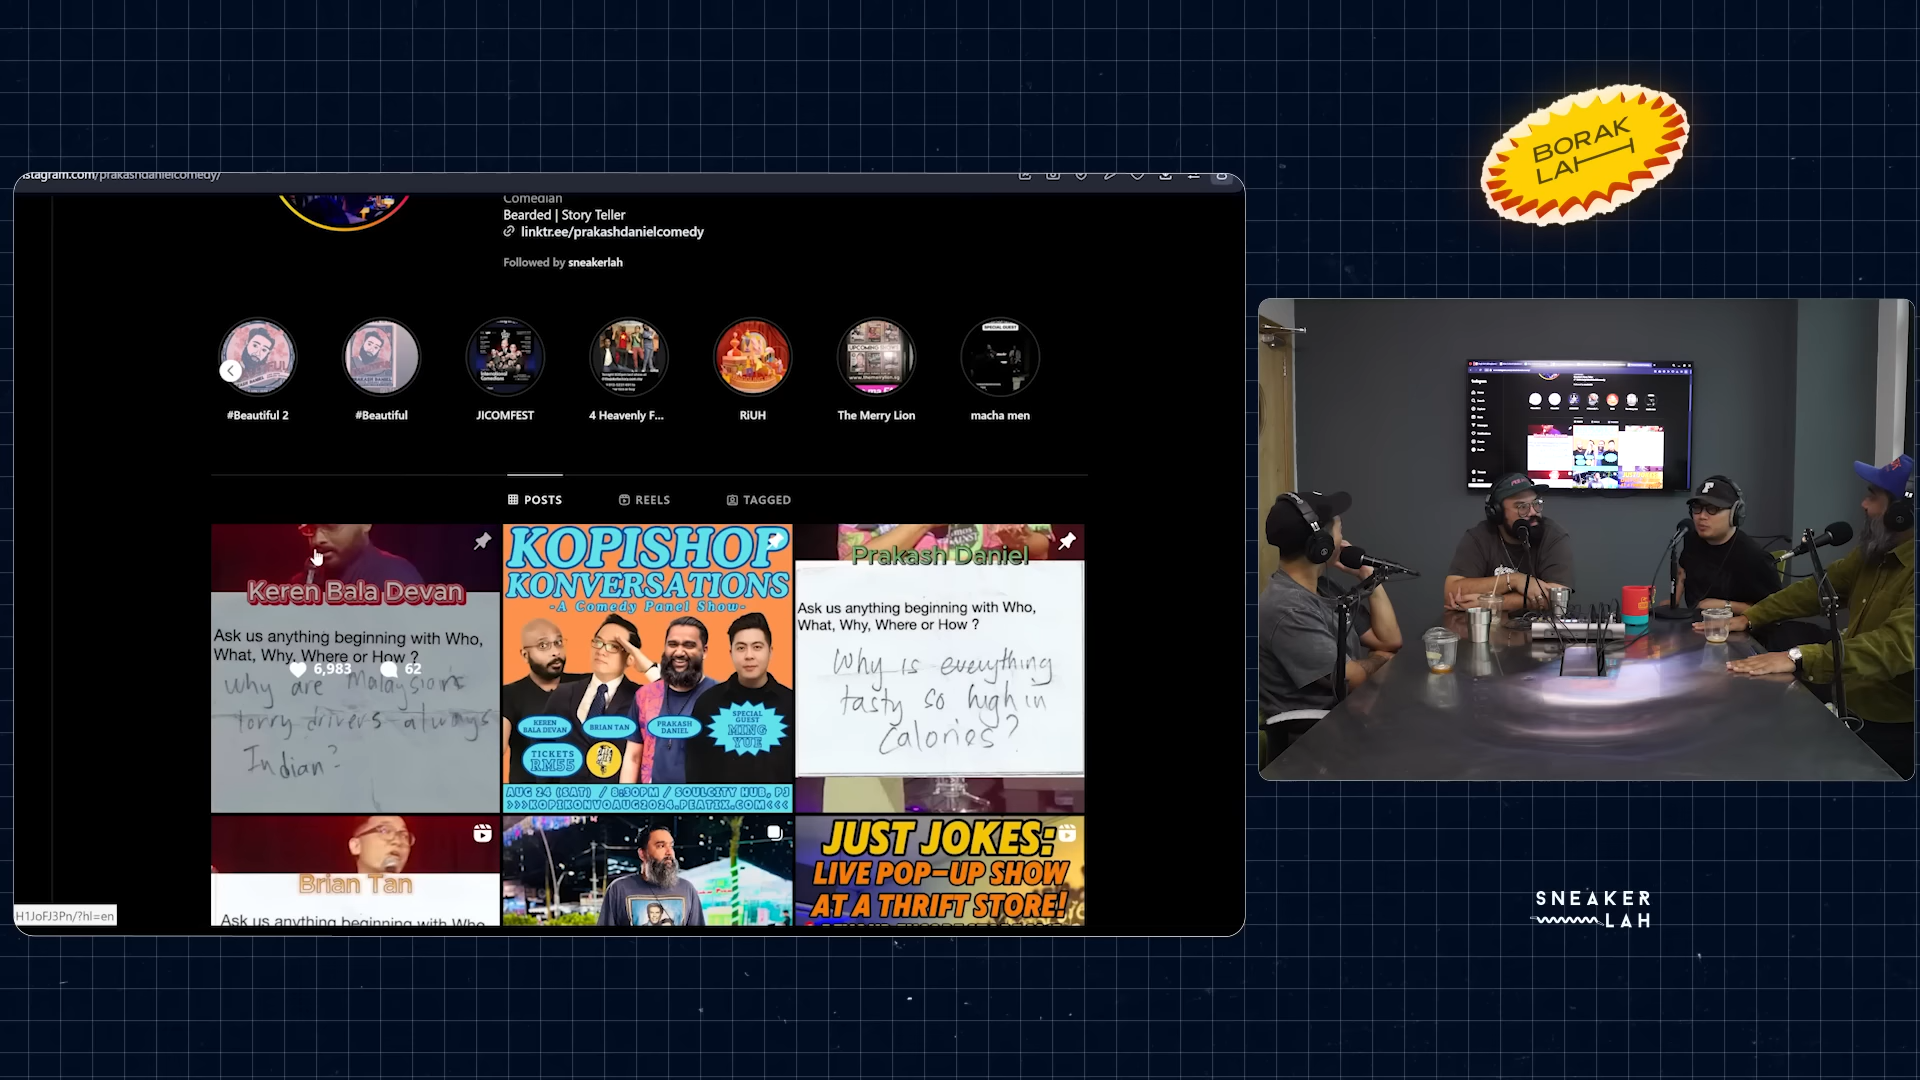 stagram.com/prakashdanielcomedy/
Comedian
Bearded | Story Teller
linktr.ee/prakashdanielcomedy
Followed by sneakerlah
#Beautiful 2
#Beautiful
JICOMFEST
4 Heavenly F...
RiUH
The Merry Lion
macha men
POSTS
REELS
TAGGED
Keren Bala Devan
Ask us anything beginning with Who,
What, Why, Where or How ?
6,983
62
Why are Malaysian
lorry drivers always
Indian?
KOPISHOP
KONVERSATIONS
-A Comedy Panel Show-
KEREN
BALA DEVAN
BRIAN TAN
PRAKASH
DANIEL
SPECIAL
GUEST
MING
YUE
TICKETS
RM55
AUG 24 (SAT) / 8:30PM / SOULCITY HUB, PJ
>>>KOPIKONVOAUG2024.PEATIX.COM<<<
Prakash Daniel
Ask us anything beginning with Who,
What, Why, Where or How ?
Why is everything
tasty so high in
Calories?
Brian Tan
Ask us anything beginning with Who
JUST JOKES:
LIVE POP-UP SHOW
AT A THRIFT STORE!
H1JoFJ3Pn/?hl=en
BORAK
LAH
SNEAKER
LAH